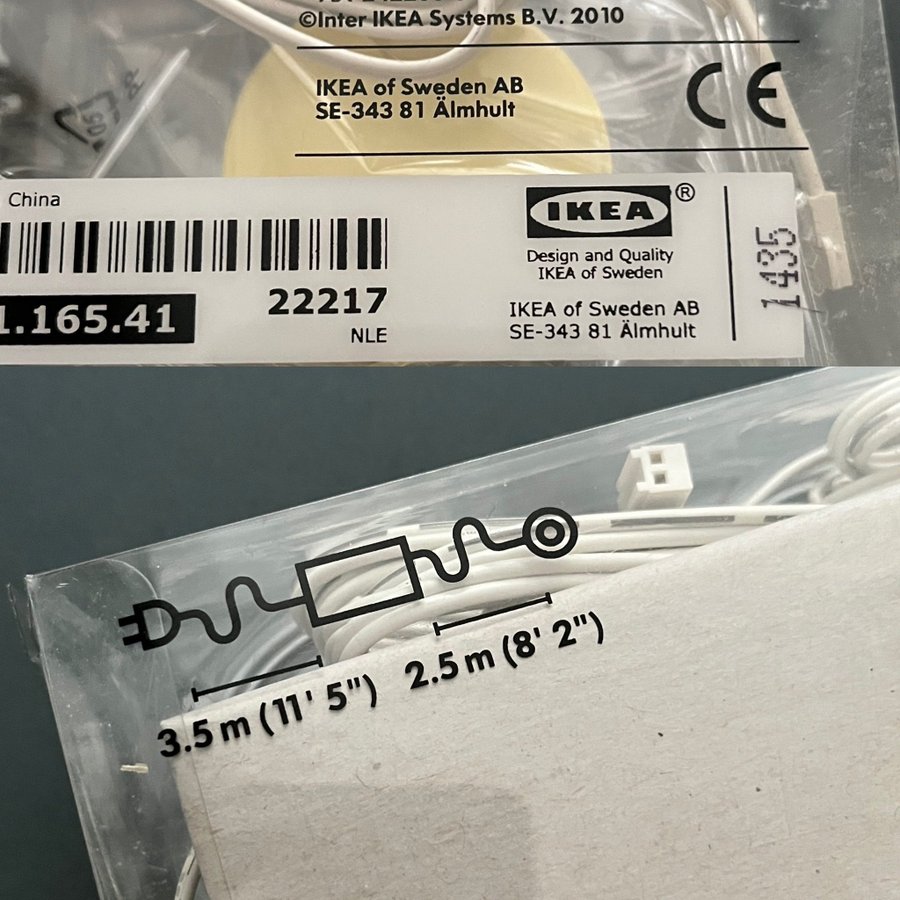 ©Inter IKEA Systems B.V. 2010
IKEA of Sweden AB
SE-343 81 Älmhult
CE
China
1.165.41
22217
NLE
IKEA®
Design and Quality
IKEA of Sweden
IKEA of Sweden AB
SE-343 81 Älmhult
1435
3.5 m (11' 5")
2.5 m (8' 2")